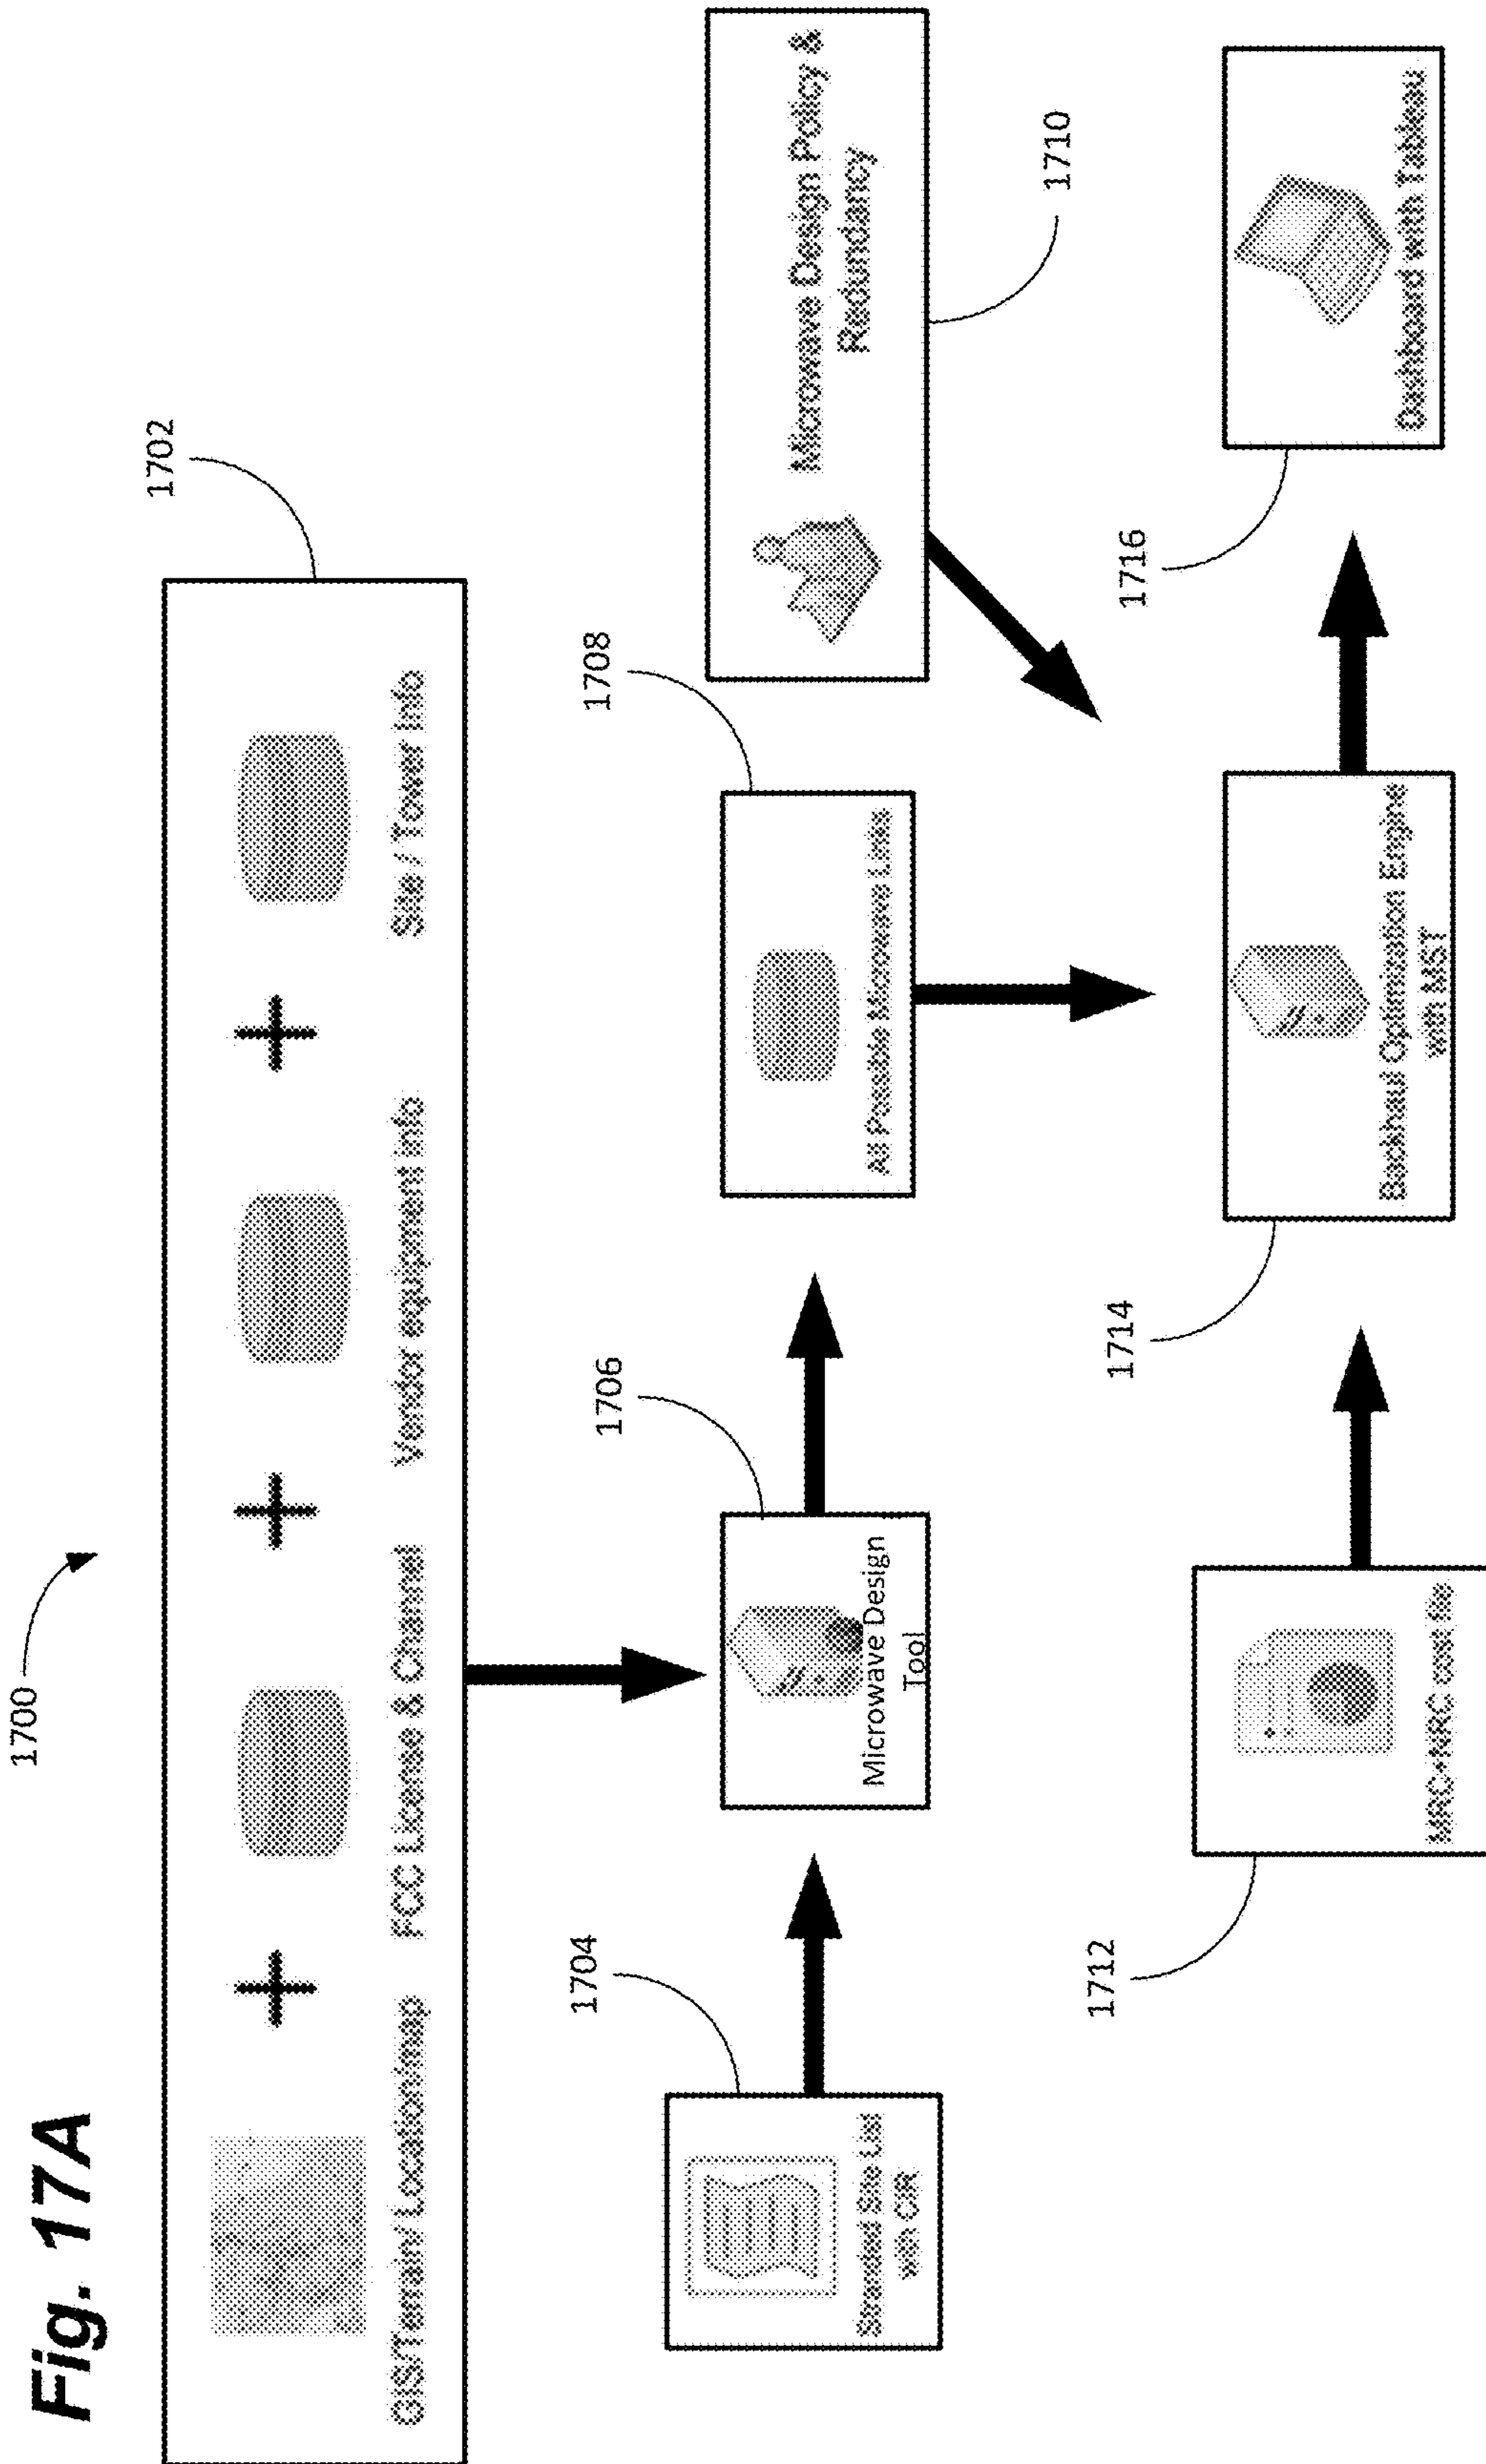 Fig. 17A
1700
1702
GIS/Terrain/ Location/map
+
FCC License & Channel
+
Vendor equipment info
+
Site / Tower Info
1704
Stranded Site List
with CIR
1706
Microwave Design
Tool
1708
All Possible Microwave Links
Microwave Design Policy &
Redundancy
1710
1712
MRC+NRC cost file
1714
Backhaul Optimization Engine
with MST
1716
Dashboard with Tableau